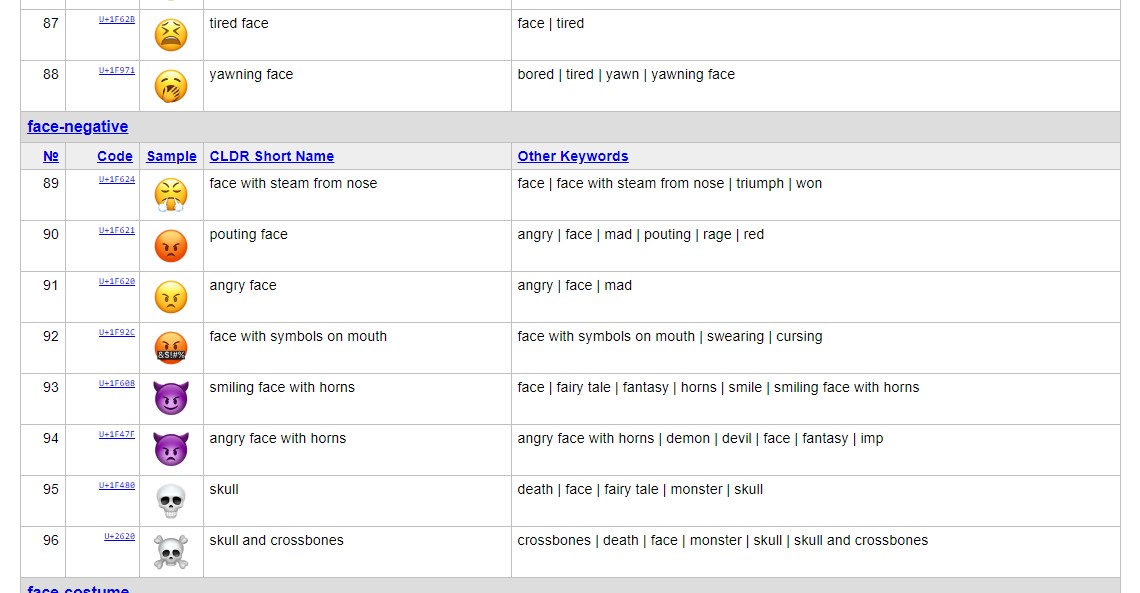 87 U+1F62B tired face face | tired
88 U+1F971 yawning face bored | tired | yawn | yawning face
face-negative
№ Code Sample CLDR Short Name Other Keywords
89 U+1F624 face with steam from nose face | face with steam from nose | triumph | won
90 U+1F621 pouting face angry | face | mad | pouting | rage | red
91 U+1F620 angry face angry | face | mad
92 U+1F92C &$!#% face with symbols on mouth face with symbols on mouth | swearing | cursing
93 U+1F608 smiling face with horns face | fairy tale | fantasy | horns | smile | smiling face with horns
94 U+1F47F angry face with horns angry face with horns | demon | devil | face | fantasy | imp
95 U+1F480 skull death | face | fairy tale | monster | skull
96 U+2620 skull and crossbones crossbones | death | face | monster | skull | skull and crossbones
face-costume